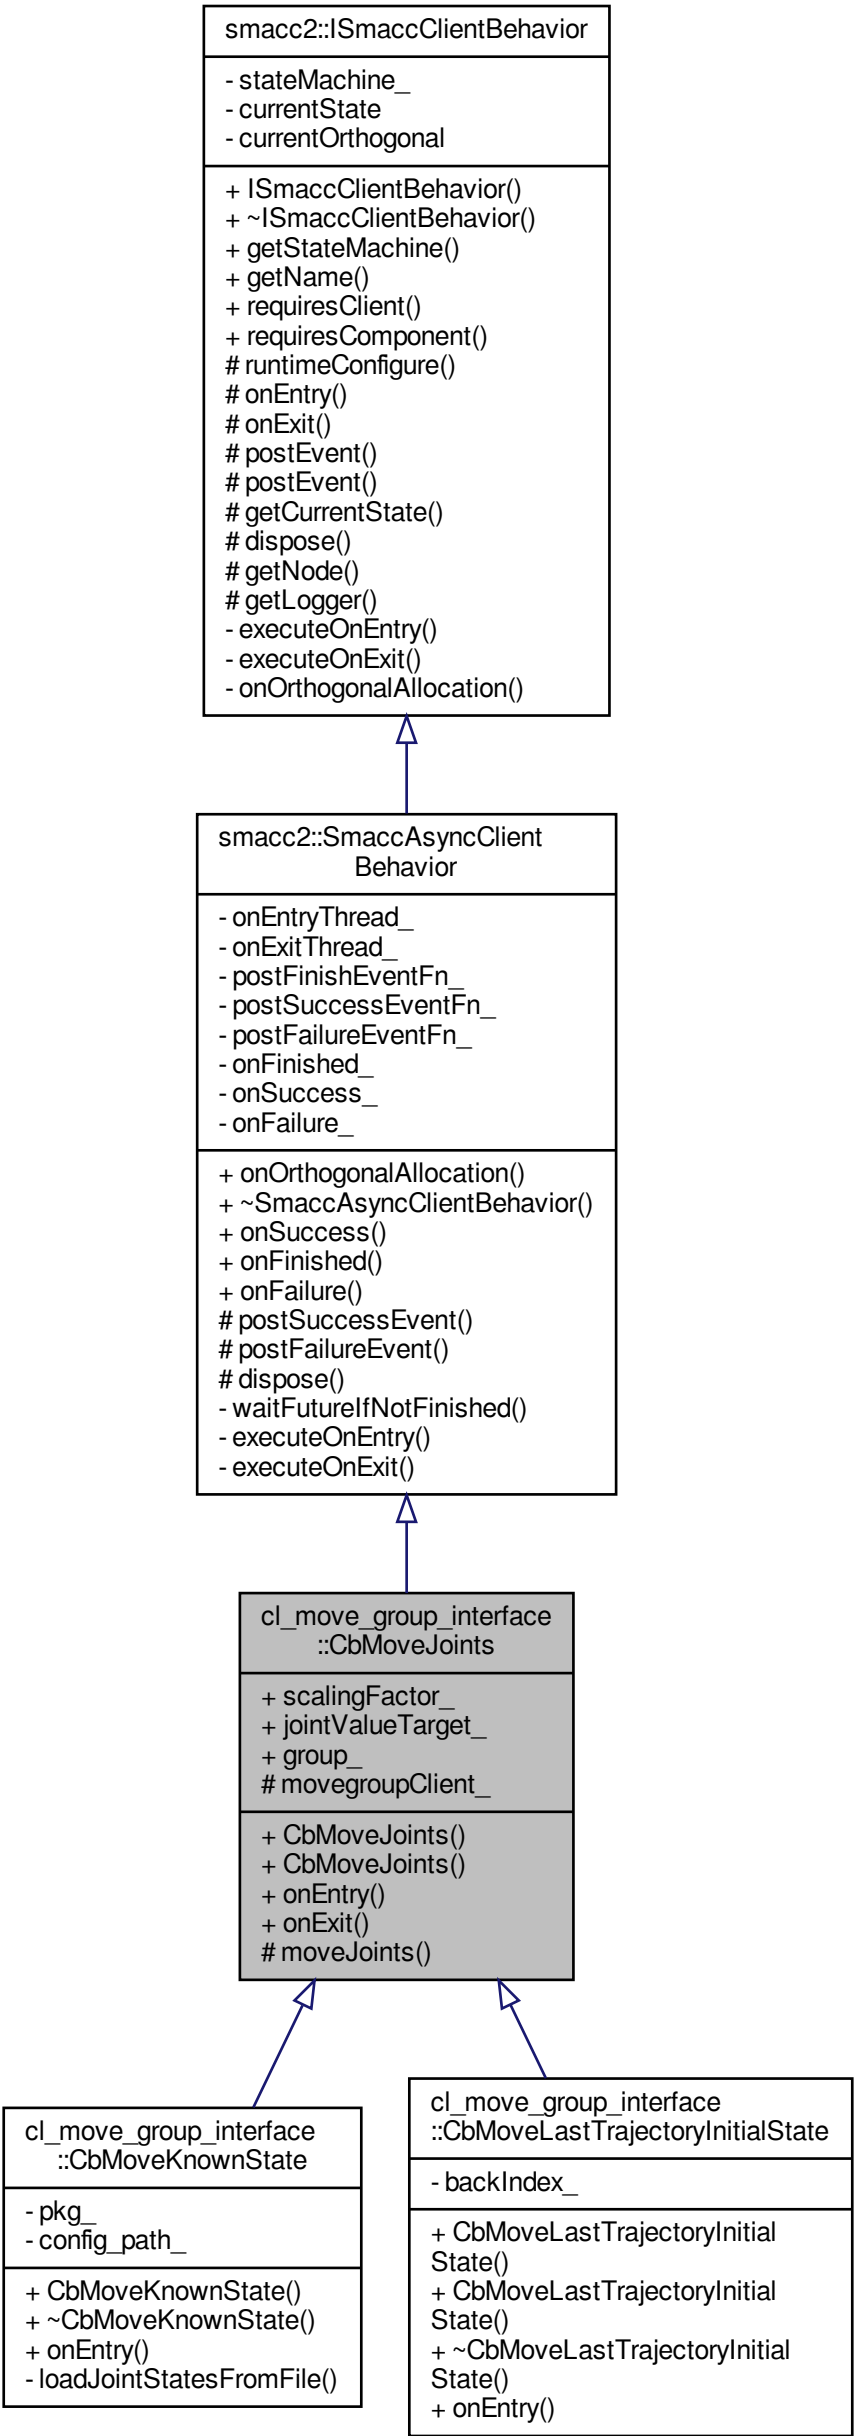 smacc2::ISmaccClientBehavior
- stateMachine_
- currentState
- currentOrthogonal
+ ISmaccClientBehavior()
+ ~ISmaccClientBehavior()
+ getStateMachine()
+ getName()
+ requiresClient()
+ requiresComponent()
# runtimeConfigure()
# onEntry()
# onExit()
# postEvent()
# postEvent()
# getCurrentState()
# dispose()
# getNode()
# getLogger()
- executeOnEntry()
- executeOnExit()
- onOrthogonalAllocation()
smacc2::SmaccAsyncClient
Behavior
- onEntryThread_
- onExitThread_
- postFinishEventFn_
- postSuccessEventFn_
- postFailureEventFn_
- onFinished_
- onSuccess_
- onFailure_
+ onOrthogonalAllocation()
+ ~SmaccAsyncClientBehavior()
+ onSuccess()
+ onFinished()
+ onFailure()
# postSuccessEvent()
# postFailureEvent()
# dispose()
- waitFutureIfNotFinished()
- executeOnEntry()
- executeOnExit()
cl_move_group_interface
::CbMoveJoints
+ scalingFactor_
+ jointValueTarget_
+ group_
# movegroupClient_
+ CbMoveJoints()
+ CbMoveJoints()
+ onEntry()
+ onExit()
# moveJoints()
cl_move_group_interface
::CbMoveKnownState
- pkg_
- config_path_
+ CbMoveKnownState()
+ ~CbMoveKnownState()
+ onEntry()
- loadJointStatesFromFile()
cl_move_group_interface
::CbMoveLastTrajectoryInitialState
- backIndex_
+ CbMoveLastTrajectoryInitial
State()
+ CbMoveLastTrajectoryInitial
State()
+ ~CbMoveLastTrajectoryInitial
State()
+ onEntry()